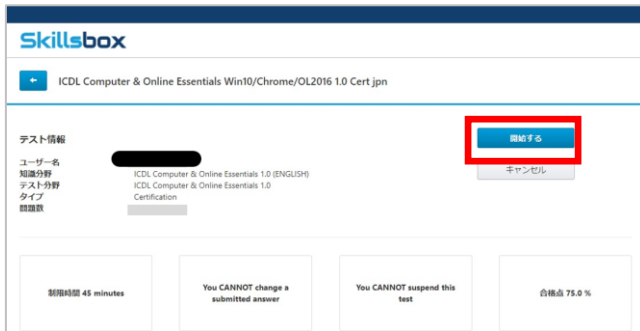 Skillsbox
ICDL Computer & Online Essentials Win10/Chrome/OL2016 1.0 Cert jpn
テスト情報
開始する
キャンセル
ユーザー名
知識分野 ICDL Computer & Online Essentials 1.0 (ENGLISH)
テスト分野 ICDL Computer & Online Essentials 1.0
タイプ Certification
問題数
制限時間 45 minutes
You CANNOT change a
submitted answer
You CANNOT suspend this
test
合格点 75.0 %